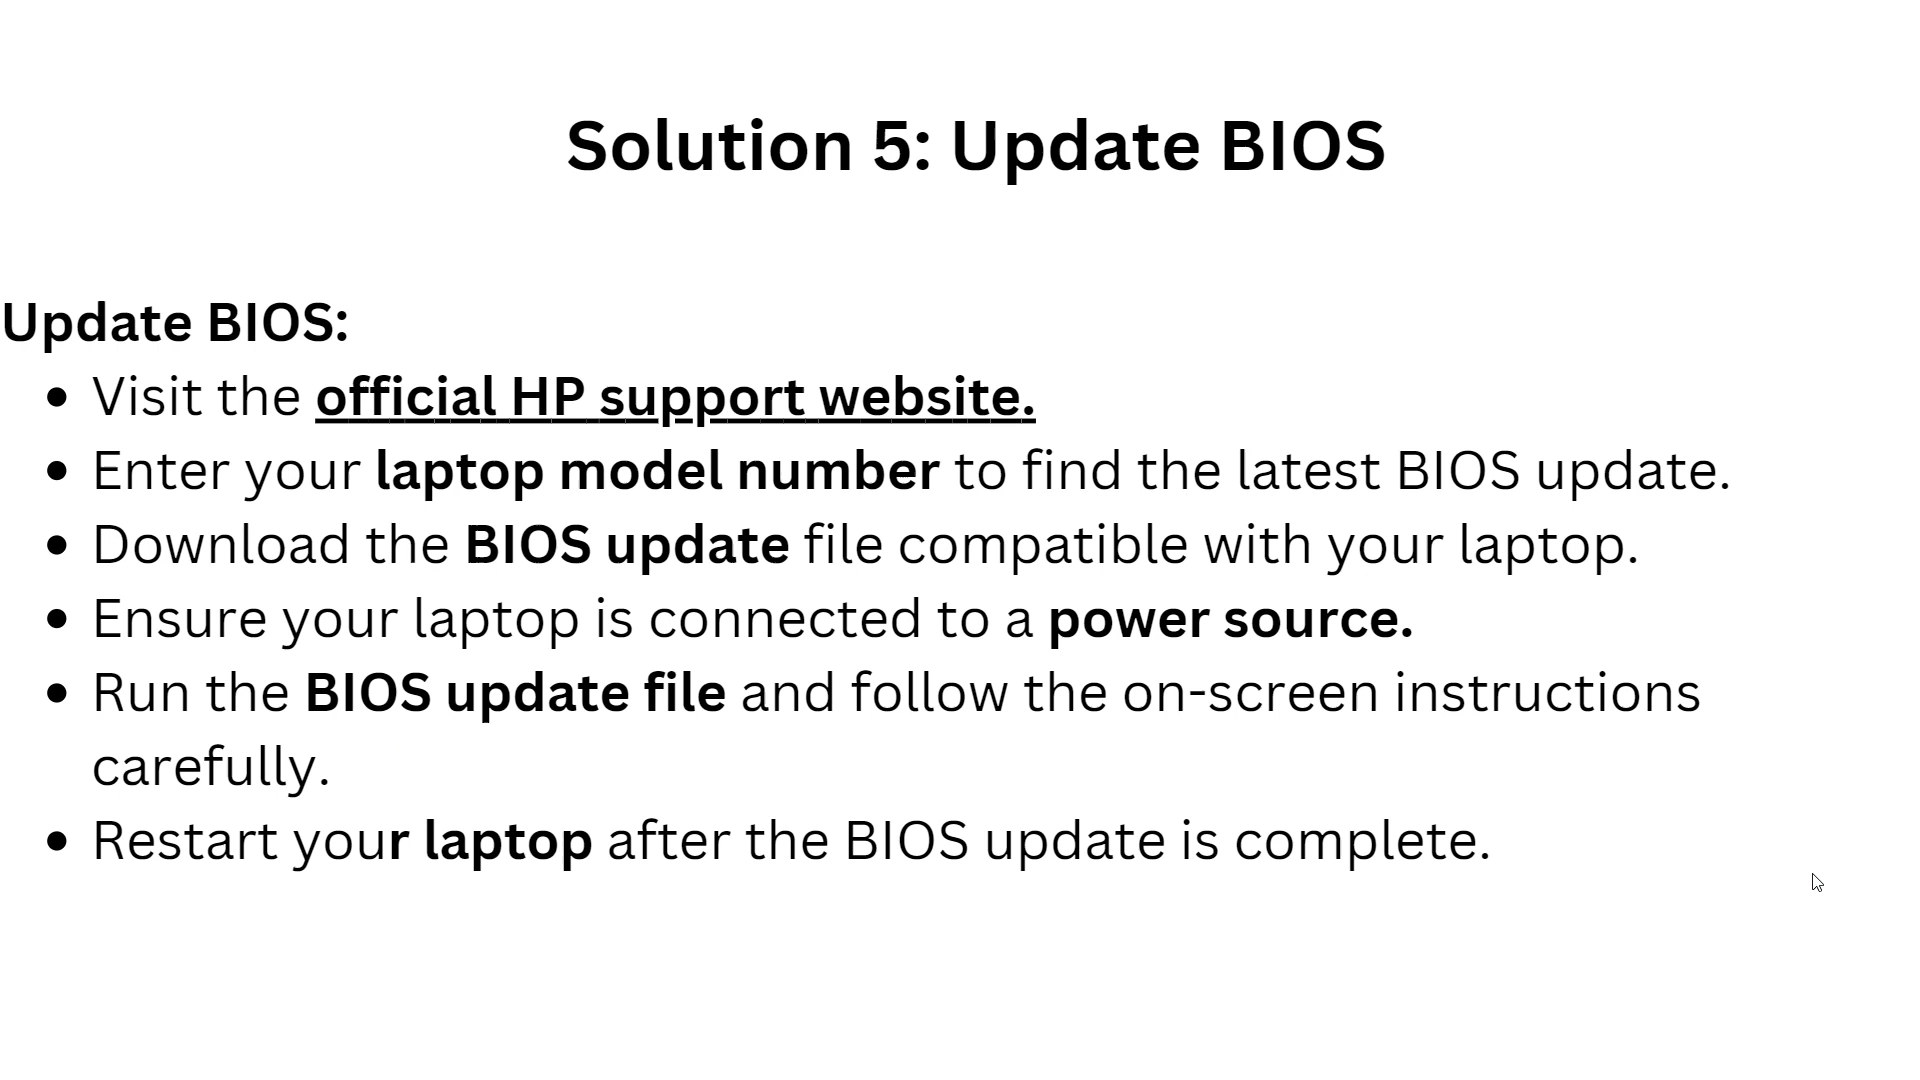 Solution 5: Update BIOS
Update BIOS:
• Visit the official HP support website.
• Enter your laptop model number to find the latest BIOS update.
• Download the BIOS update file compatible with your laptop.
• Ensure your laptop is connected to a power source.
• Run the BIOS update file and follow the on-screen instructions
carefully.
• Restart your laptop after the BIOS update is complete.